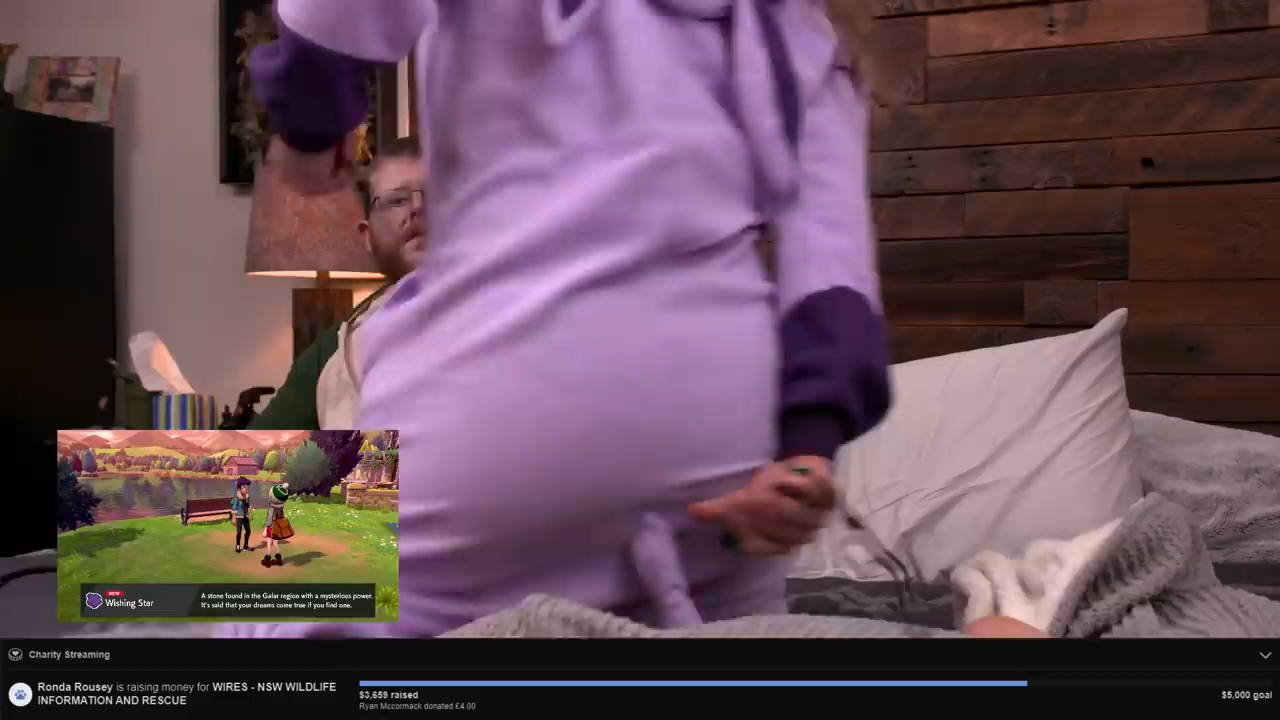 NEW
Wishing Star
A stone found in the Galar region with a mysterious power.
It's said that your dreams come true if you find one.
Charity Streaming
Ronda Rousey is raising money for WIRES - NSW WILDLIFE
INFORMATION AND RESCUE
$3,659 raised
Ryan Mccormack donated £4.00
$5,000 goal